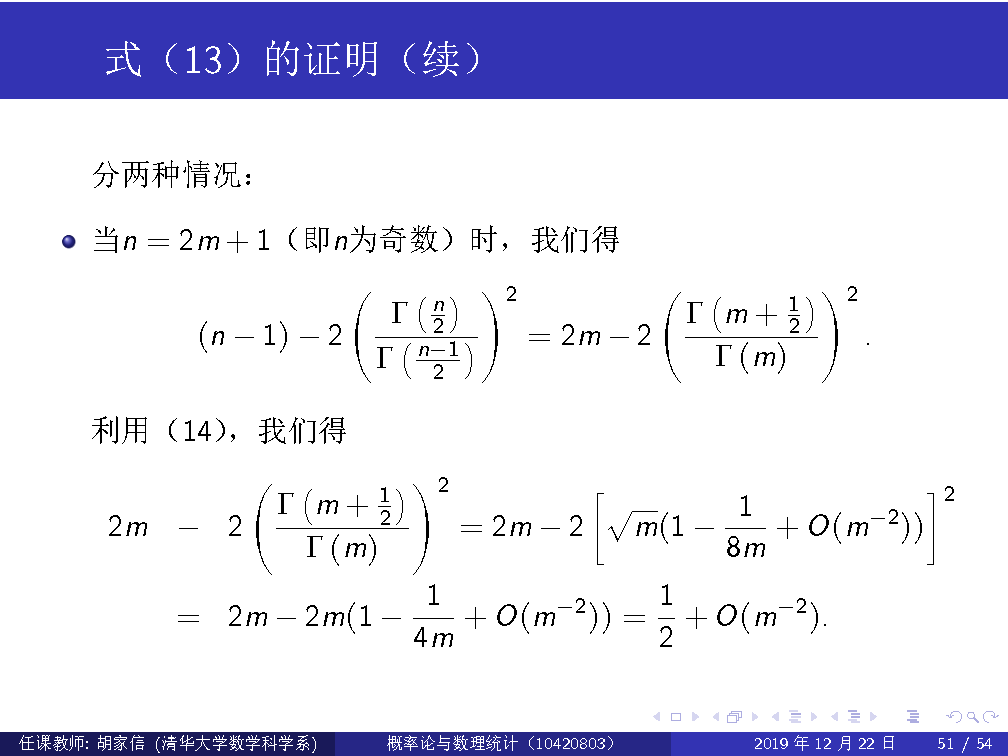 式（13）的证明（续）
分两种情况：
当n = 2m + 1（即n为奇数）时，我们得
(n − 1) − 2 ( Γ(n/2) / Γ((n−1)/2) )² = 2m − 2 ( Γ(m + 1/2) / Γ(m) )² .
利用（14），我们得
2m − 2 ( Γ(m + 1/2) / Γ(m) )² = 2m − 2 [ √m(1 − 1/(8m) + O(m⁻²)) ]²
= 2m − 2m(1 − 1/(4m) + O(m⁻²)) = 1/2 + O(m⁻²).
任课教师: 胡家信 (清华大学数学科学系) 概率论与数理统计（10420803） 2019 年 12 月 22 日 51 / 54